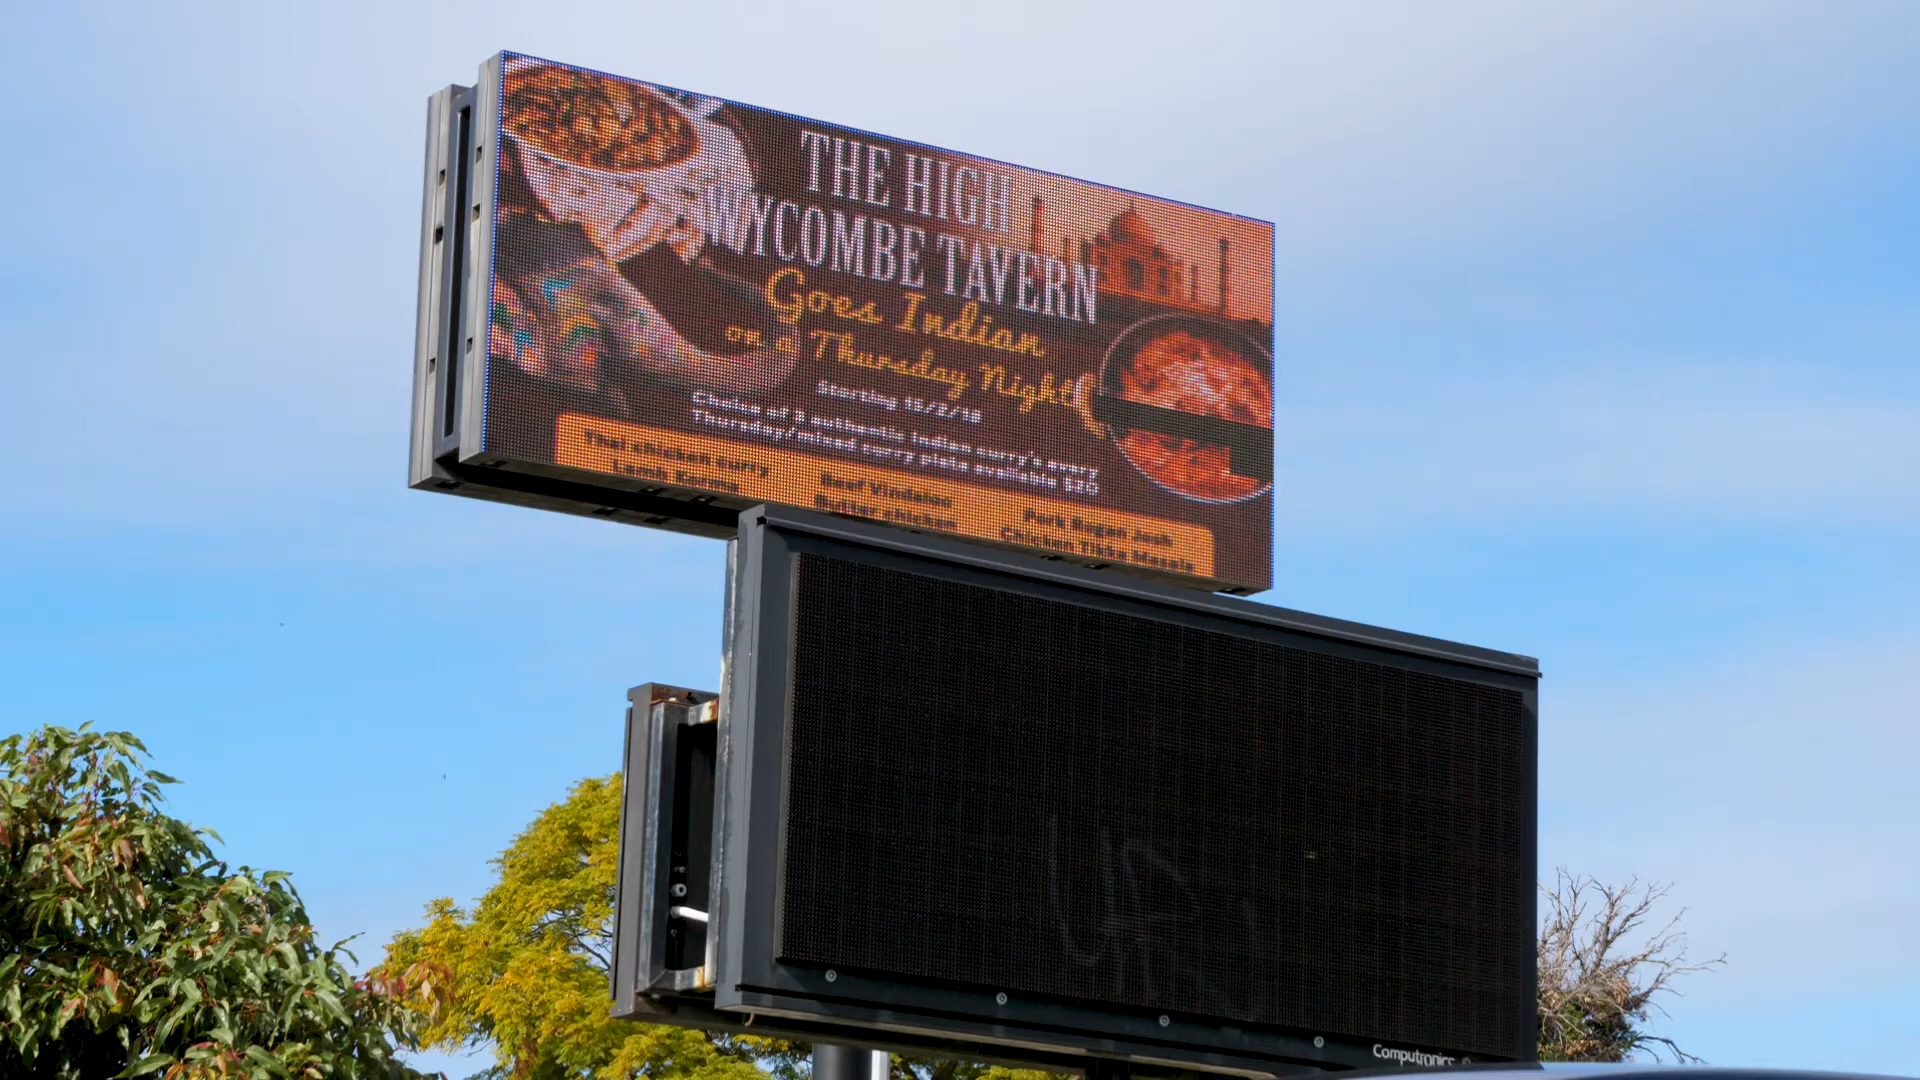 THE HIGH
WYCOMBE TAVERN
Goes Indian
on a Thursday Night!
Starting 15/2/18
Choice of 3 authentic Indian curry's every
Thursday/mixed curry plate available $20
Thai chicken curry
Lamb Korma
Beef Vindaloo
Butter chicken
Pork Rogan Josh
Chicken Tikka Masala
Computronics